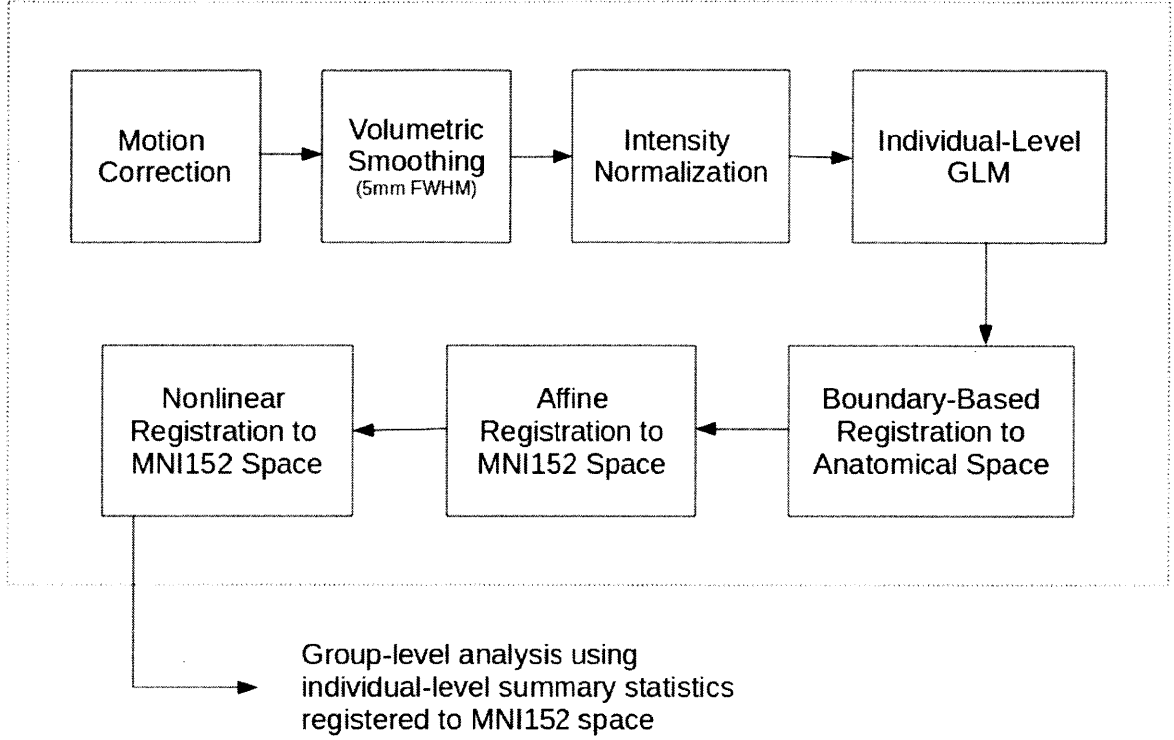 Motion
Correction
Volumetric
Smoothing
(5mm FWHM)
Intensity
Normalization
Individual-Level
GLM
Boundary-Based
Registration to
Anatomical Space
Affine
Registration to
MNI152 Space
Nonlinear
Registration to
MNI152 Space
Group-level analysis using
individual-level summary statistics
registered to MNI152 space